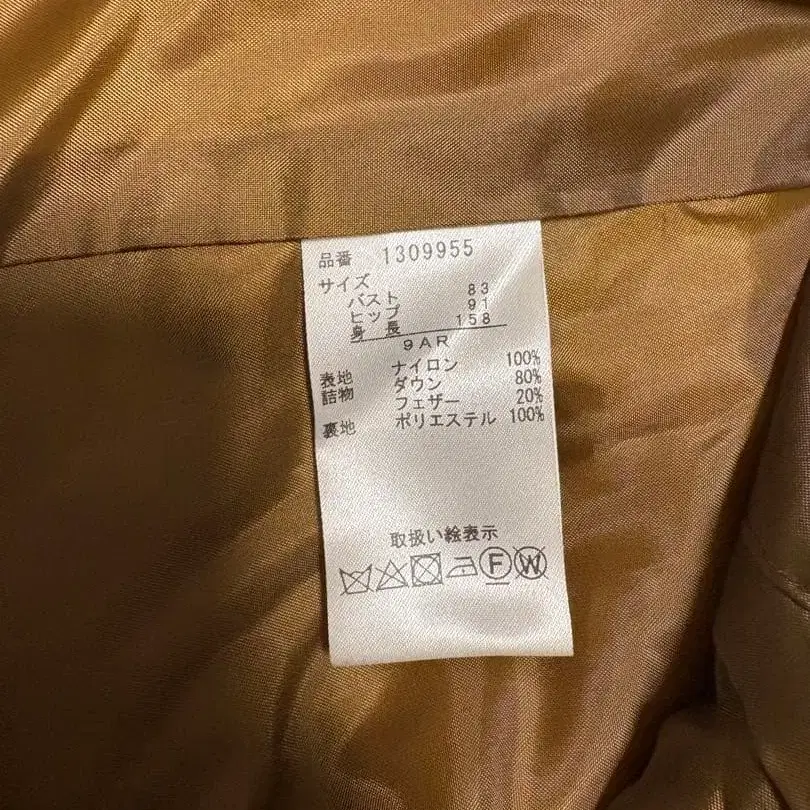 品番 1309955
サイズ
バスト 83
ヒップ 91
身長 158
9AR
表地 ナイロン 100%
詰物 ダウン 80%
フェザー 20%
裏地 ポリエステル 100%
取扱い絵表示
F W